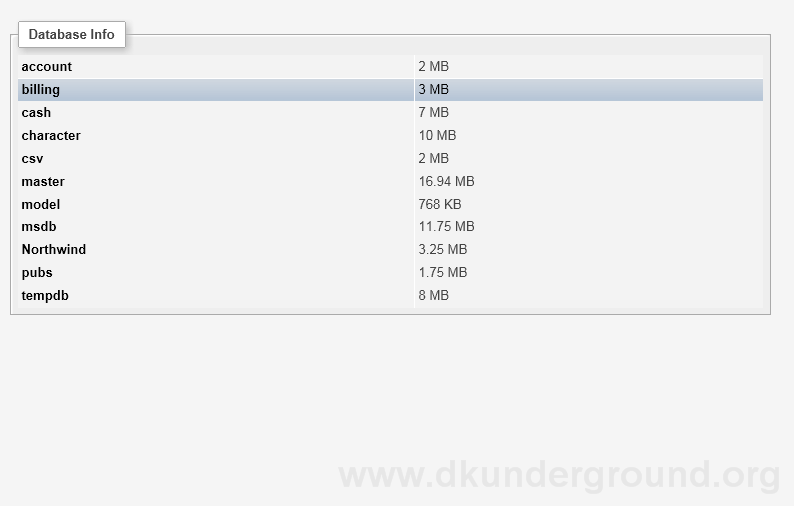 Database Info
account 2 MB
billing 3 MB
cash 7 MB
character 10 MB
csv 2 MB
master 16.94 MB
model 768 KB
msdb 11.75 MB
Northwind 3.25 MB
pubs 1.75 MB
tempdb 8 MB
www.dkunderground.org